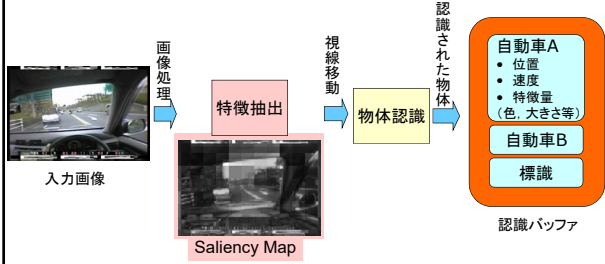 入力画像
画像処理
特徴抽出
Saliency Map
視線移動
物体認識
認識された物体
自動車A
• 位置
• 速度
• 特徴量
（色，大きさ等）
自動車B
標識
認識バッファ